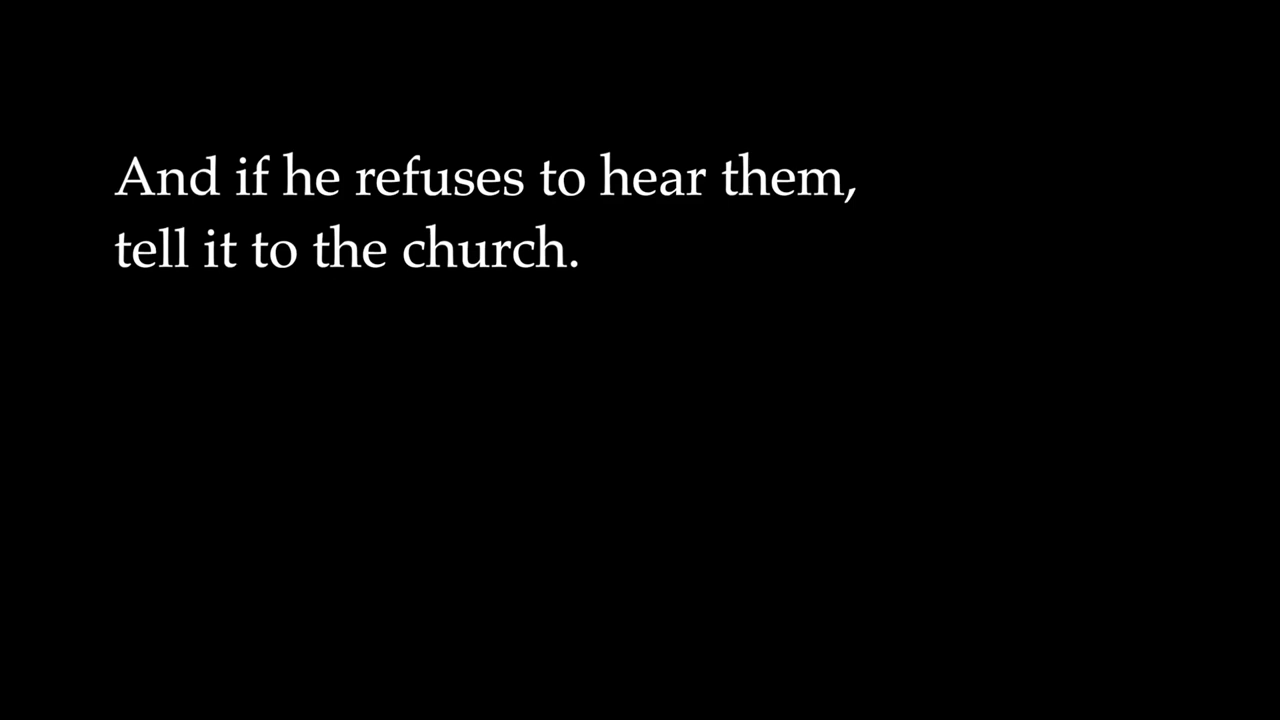 And if he refuses to hear them,
tell it to the church.